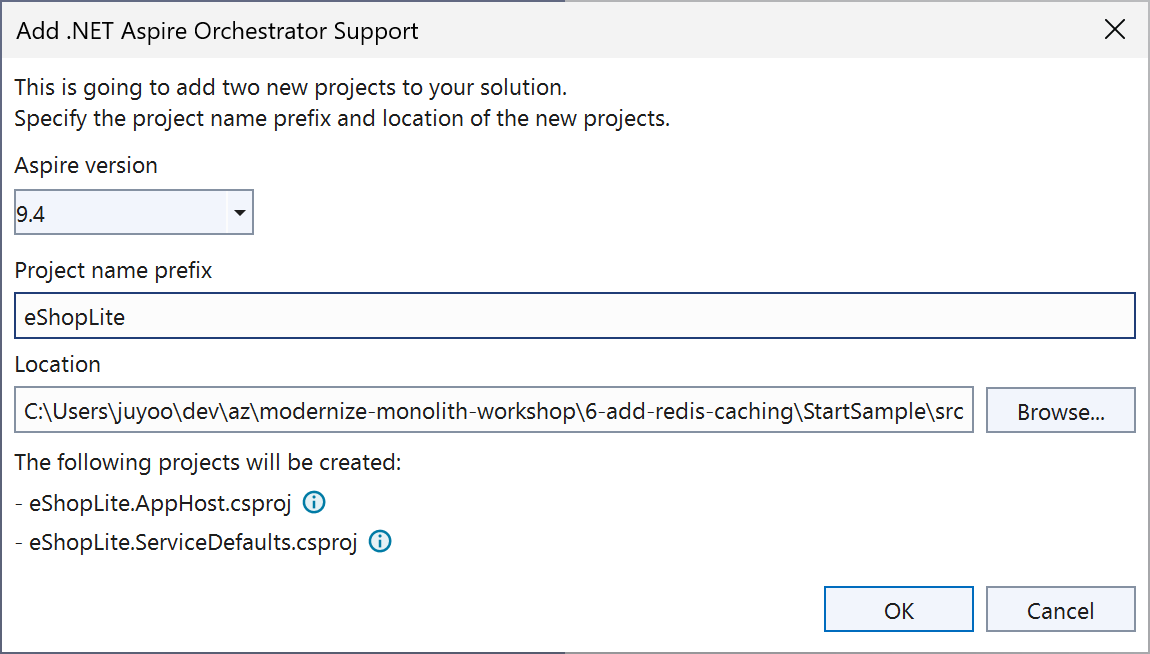 Add .NET Aspire Orchestrator Support
This is going to add two new projects to your solution.
Specify the project name prefix and location of the new projects.
Aspire version
9.4
Project name prefix
eShopLite
Location
C:\Users\juyoo\dev\az\modernize-monolith-workshop\6-add-redis-caching\StartSample\src
Browse...
The following projects will be created:
- eShopLite.AppHost.csproj
- eShopLite.ServiceDefaults.csproj
OK
Cancel